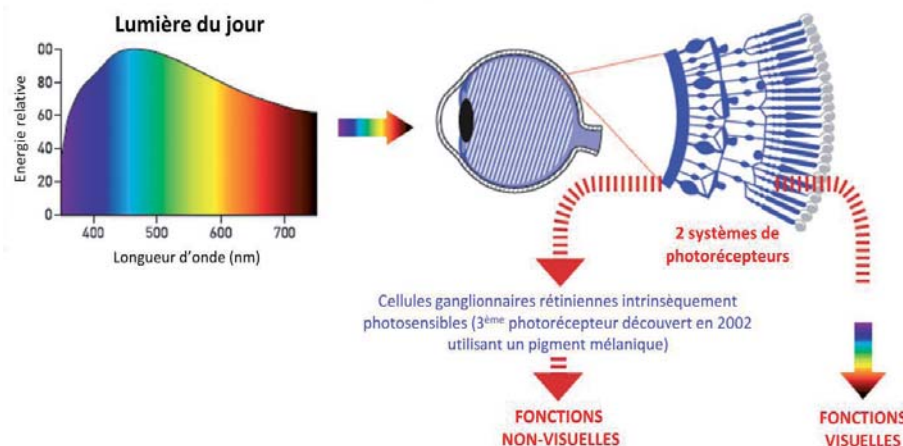 Lumière du jour
Energie relative
00
80
60
40
20
0
400 500 600 700
Longueur d'onde (nm)
2 systèmes de
photorécepteurs
Cellules ganglionnaires rétiniennes intrinsèquement
photosensibles (3ème photorécepteur découvert en 2002
utilisant un pigment mélanique)
FONCTIONS
NON-VISUELLES
FONCTIONS
VISUELLES